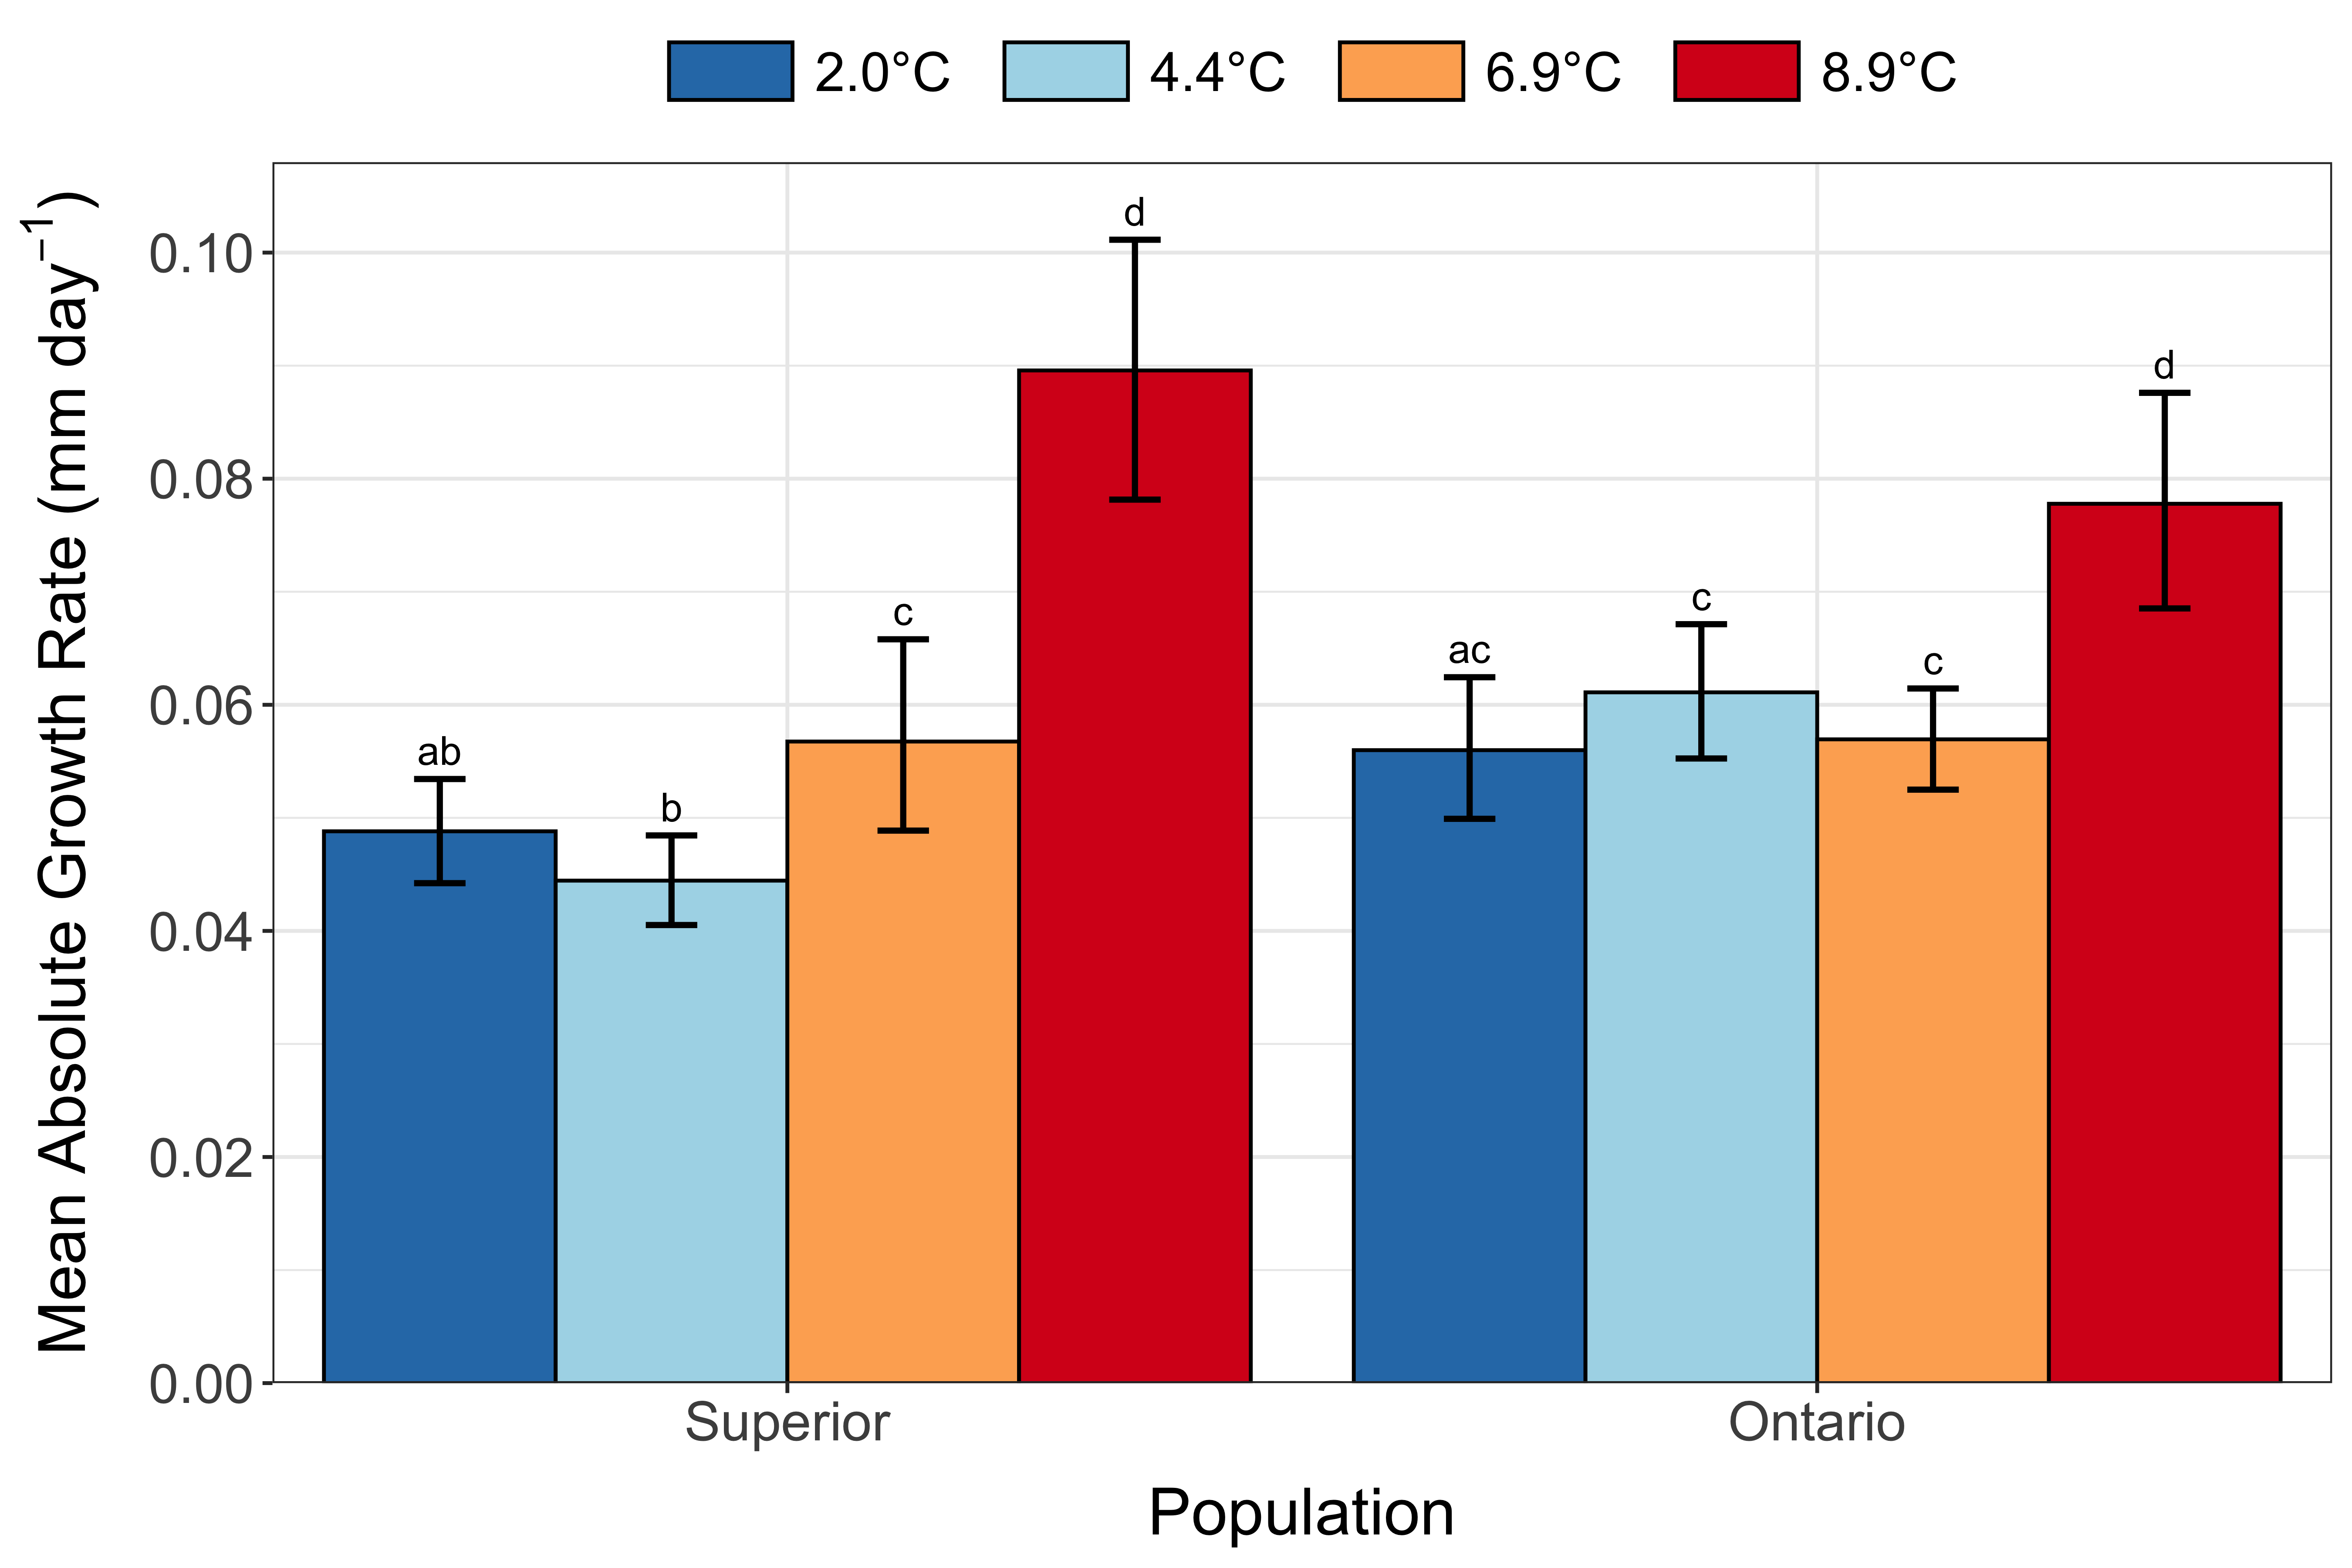 2.0°C 4.4°C 6.9°C 8.9°C
Mean Absolute Growth Rate (mm day⁻¹)
0.10
0.08
0.06
0.04
0.02
0.00
ab
b
c
d
ac
c
c
d
Superior
Ontario
Population